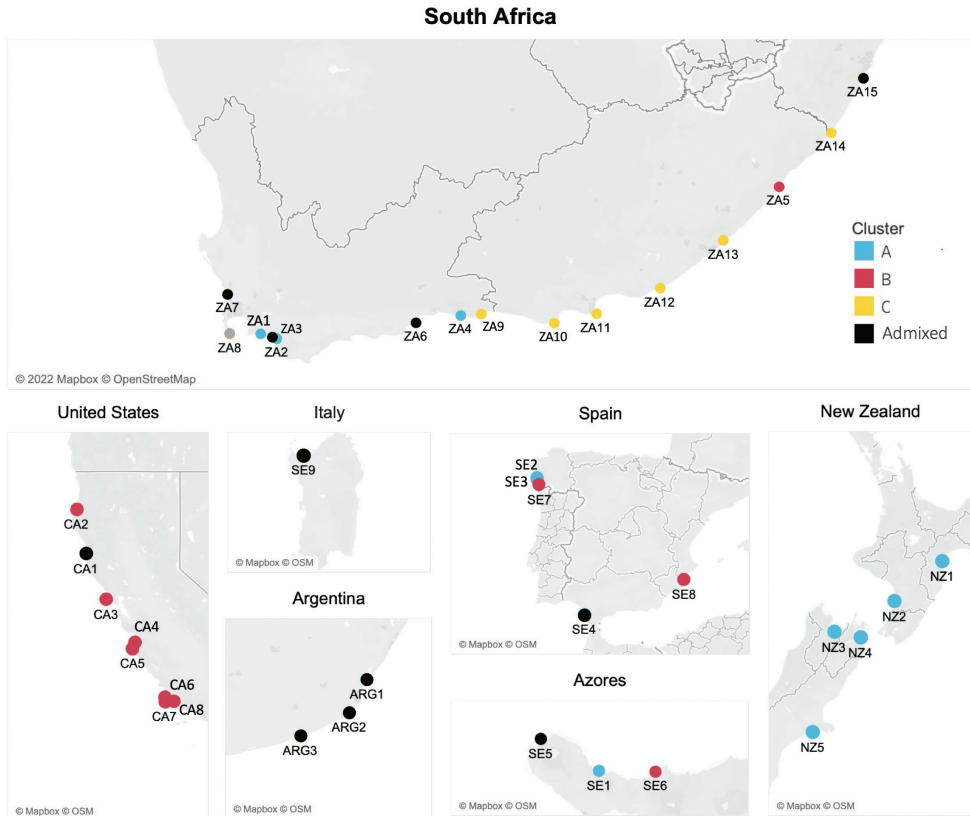 South Africa
ZA15
ZA14
ZA5
Cluster
A
B
C
Admixed
ZA13
ZA12
ZA7
ZA1
ZA3
ZA8
ZA2
ZA6
ZA4
ZA9
ZA10
ZA11
© 2022 Mapbox © OpenStreetMap
United States
CA2
CA1
CA3
CA4
CA5
CA6
CA7
CA8
© Mapbox © OSM
Italy
SE9
© Mapbox © OSM
Argentina
ARG1
ARG2
ARG3
© Mapbox © OSM
Spain
SE2
SE3
SE7
SE8
SE4
© Mapbox © OSM
Azores
SE5
SE1
SE6
© Mapbox © OSM
New Zealand
NZ1
NZ2
NZ3
NZ4
NZ5
© Mapbox © OSM